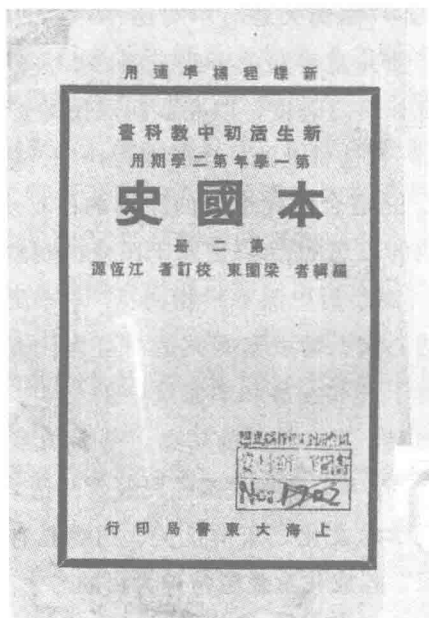 新課程標準適用
新生活初中教科書
第一學年第二學期用
本國史
第二册
編輯者 梁園東 校訂者 江恆源
No: 1902
上海大東書局印行